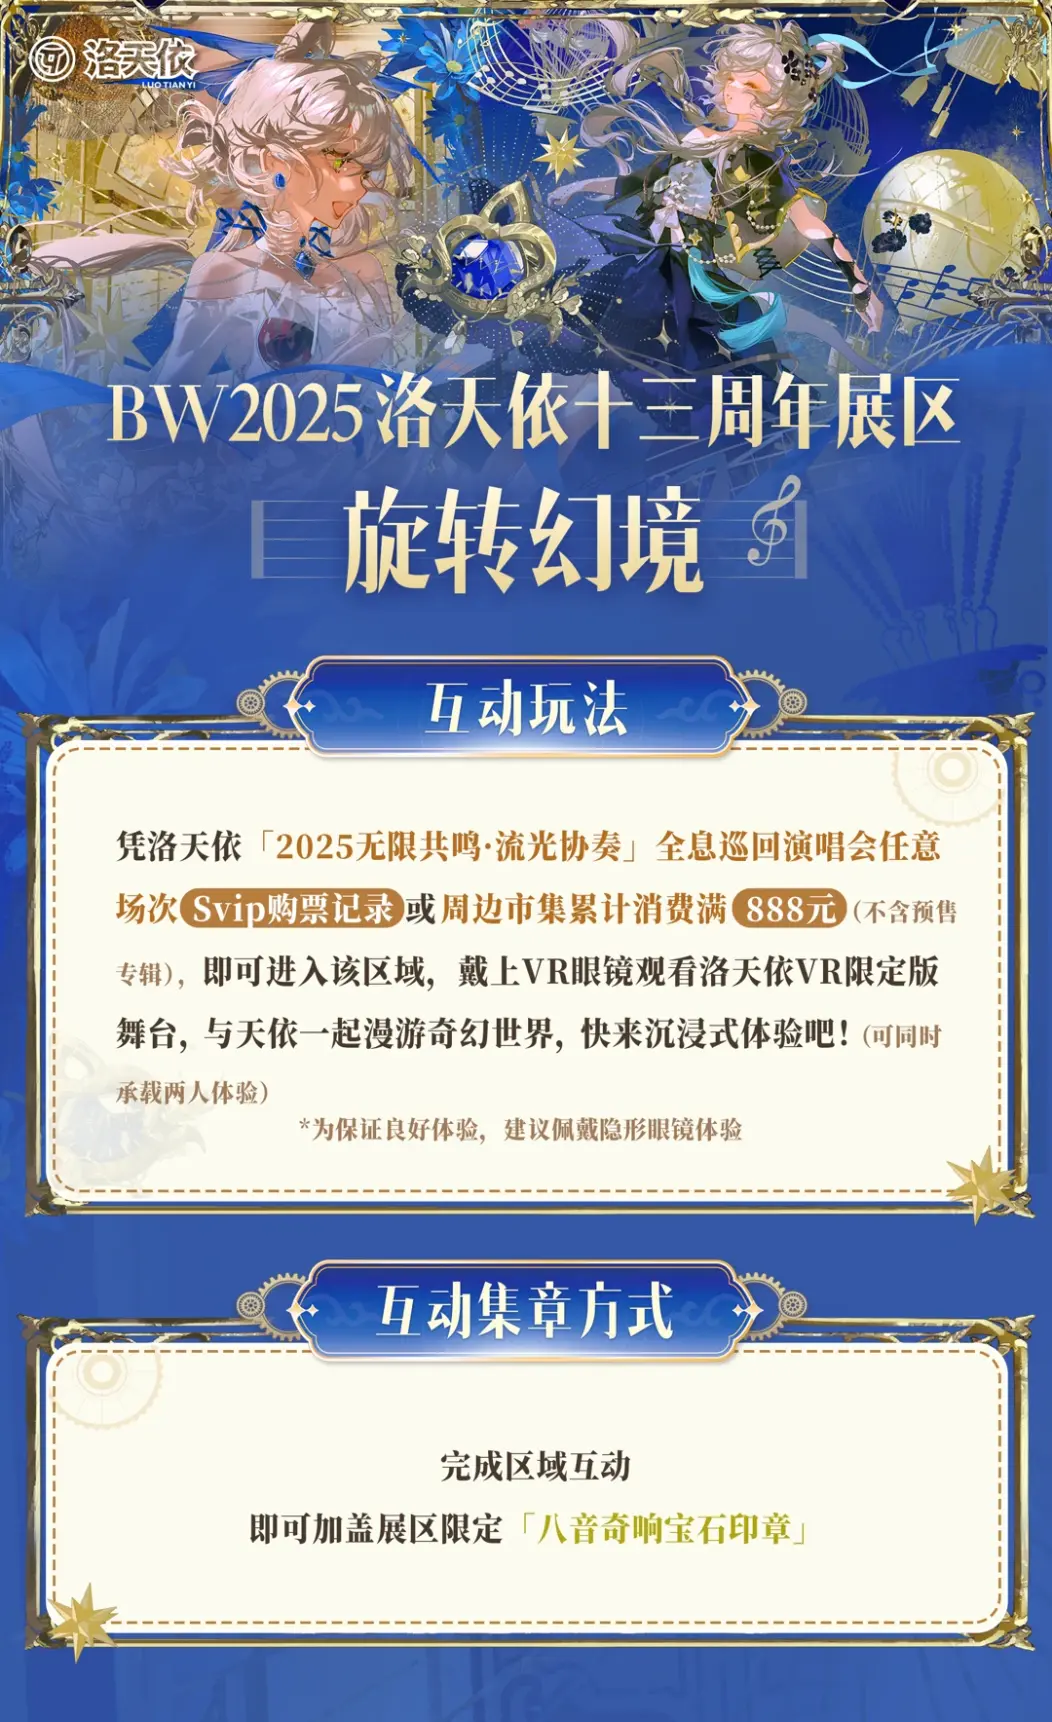 洛天依
LUO TIANYI
BW2025洛天依十三周年展区
旋转幻境
互动玩法
凭洛天依「2025无限共鸣·流光协奏」全息巡回演唱会任意
场次 Svip购票记录 或 周边市集累计消费满 888元 (不含预售
专辑),即可进入该区域,戴上VR眼镜观看洛天依VR限定版
舞台,与天依一起漫游奇幻世界,快来沉浸式体验吧!(可同时
承载两人体验)
*为保证良好体验,建议佩戴隐形眼镜体验
互动集章方式
完成区域互动
即可加盖展区限定「八音奇响宝石印章」